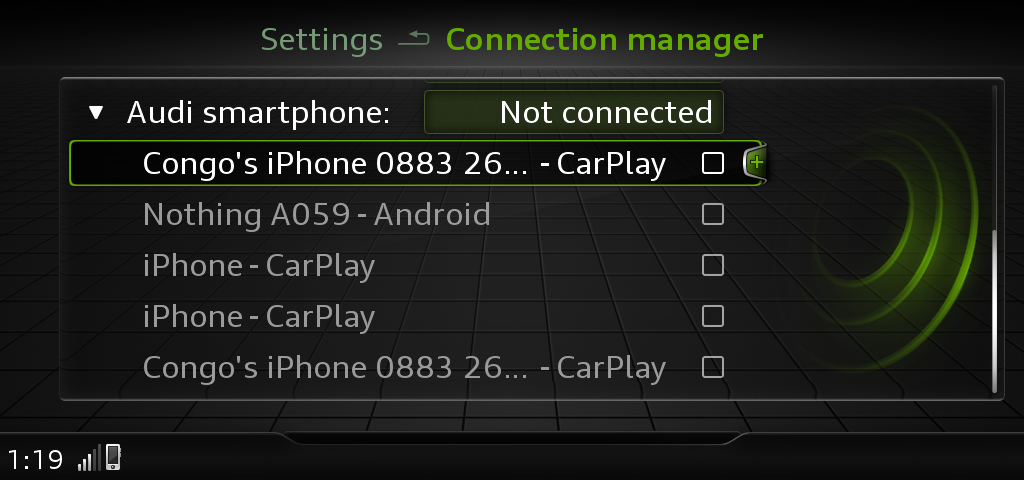 Settings Connection manager
Audi smartphone: Not connected
Congo's iPhone 0883 26... - CarPlay
Nothing A059 - Android
iPhone - CarPlay
iPhone - CarPlay
Congo's iPhone 0883 26... - CarPlay
1:19